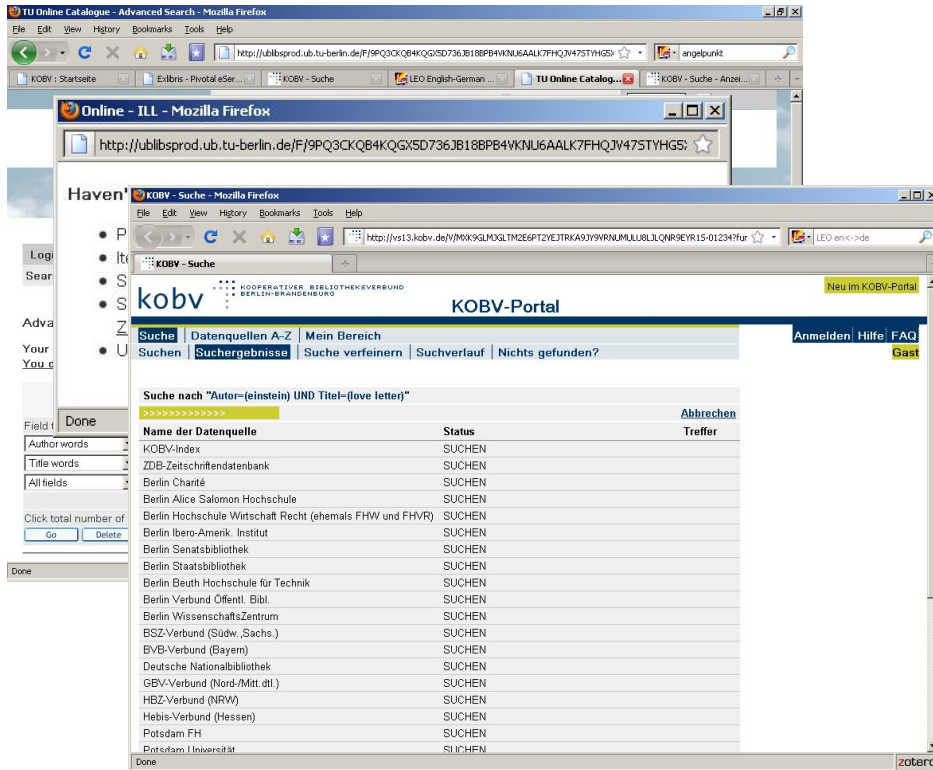 TU Online Catalogue - Advanced Search - Mozilla Firefox
File Edit View History Bookmarks Tools Help
http://ublibsprod.ub.tu-berlin.de/F/9PQ3CKQB4KQGX5D736JB18BPB4VKNU6AALK7FHQJV47STYHG5X angelpunkt
KOBV : Startseite Exlibris - Pivotal eSer... KOBV - Suche LEO English-German ... TU Online Catalog... KOBV - Suche - Anzei...
Online - ILL - Mozilla Firefox
http://ublibsprod.ub.tu-berlin.de/F/9PQ3CKQB4KQGX5D736JB18BPB4VKNU6AALK7FHQJV47STYHG5
Haven'
P
Ite
S
S
Z
U
Done
Logi
Sear
Adva
Your
You c
Field t
Author words
Title words
All fields
Click total number of
Go Delete
Done
KOBV - Suche - Mozilla Firefox
File Edit View History Bookmarks Tools Help
http://vs13.kobv.de/V/MXK9GLMJGLTM2E6PT2YEJTRKA9JY9VRNUMULU8LJLQNR9EYR1S-01234?fur LEO en<->de
KOBV - Suche
kobv KOOPERATIVER BIBLIOTHEKSVERBUND
BERLIN-BRANDENBURG
Neu im KOBV-Portal
KOBV-Portal
Suche Datenquellen A-Z Mein Bereich Anmelden Hilfe FAQ
Suchen Suchergebnisse Suche verfeinern Suchverlauf Nichts gefunden? Gast
Suche nach "Autor=(einstein) UND Titel=(love letter)"
>>>>>>>>>>>>> Abbrechen
Name der Datenquelle Status Treffer
KOBV-Index SUCHEN
ZDB-Zeitschriftendatenbank SUCHEN
Berlin Charité SUCHEN
Berlin Alice Salomon Hochschule SUCHEN
Berlin Hochschule Wirtschaft Recht (ehemals FHW und FHVR) SUCHEN
Berlin Ibero-Amerik. Institut SUCHEN
Berlin Senatsbibliothek SUCHEN
Berlin Staatsbibliothek SUCHEN
Berlin Beuth Hochschule für Technik SUCHEN
Berlin Verbund Öffentl. Bibl. SUCHEN
Berlin WissenschaftsZentrum SUCHEN
BSZ-Verbund (Südw.,Sachs.) SUCHEN
BVB-Verbund (Bayern) SUCHEN
Deutsche Nationalbibliothek SUCHEN
GBV-Verbund (Nord-/Mitt.dtl.) SUCHEN
HBZ-Verbund (NRW) SUCHEN
Hebis-Verbund (Hessen) SUCHEN
Potsdam FH SUCHEN
Potsdam Universität SUCHEN
Done zotero